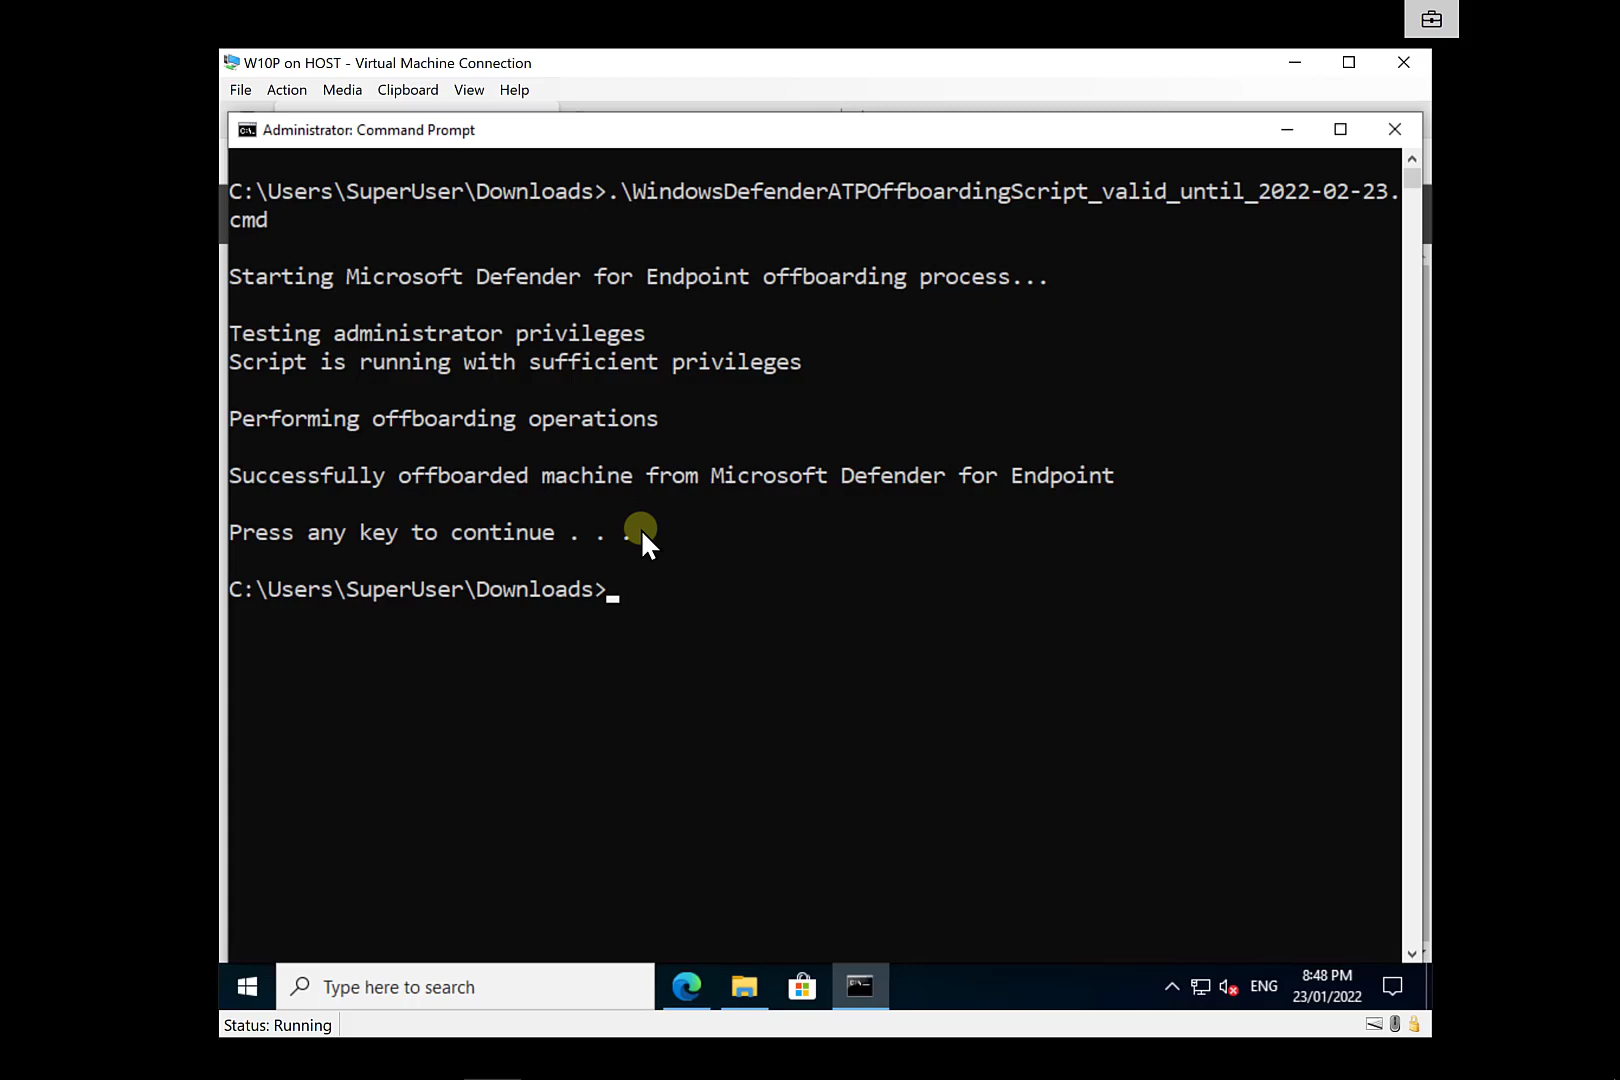 W10P on HOST - Virtual Machine Connection
File Action Media Clipboard View Help
Administrator: Command Prompt
C:\Users\SuperUser\Downloads>.\WindowsDefenderATPOffboardingScript_valid_until_2022-02-23.
cmd
Starting Microsoft Defender for Endpoint offboarding process...
Testing administrator privileges
Script is running with sufficient privileges
Performing offboarding operations
Successfully offboarded machine from Microsoft Defender for Endpoint
Press any key to continue . . .
C:\Users\SuperUser\Downloads>
Type here to search
ENG
8:48 PM
23/01/2022
Status: Running